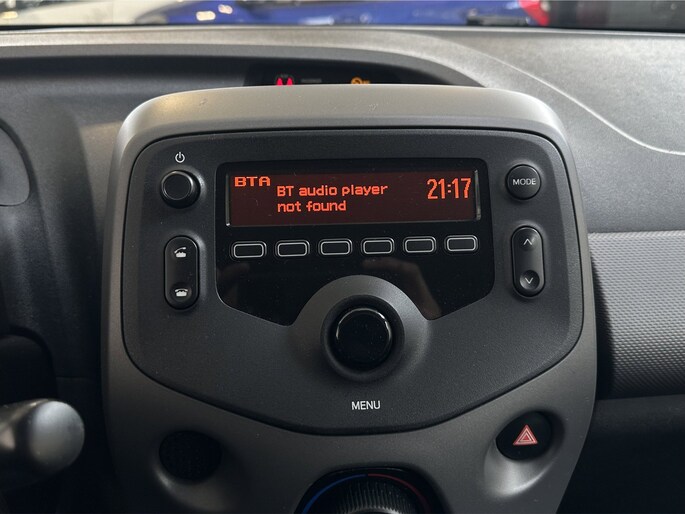 BTA
BT audio player
not found
21:17
MODE
MENU